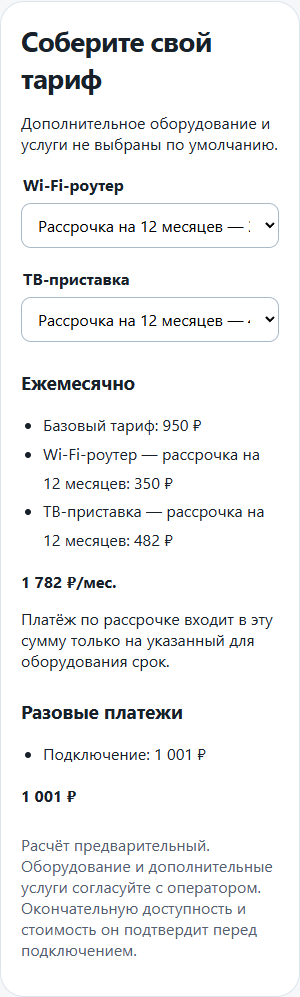 Соберите свой
тариф
Дополнительное оборудование и
услуги не выбраны по умолчанию.
Wi-Fi-роутер
Рассрочка на 12 месяцев —
ТВ-приставка
Рассрочка на 12 месяцев —
Ежемесячно
• Базовый тариф: 950 ₽
• Wi-Fi-роутер — рассрочка на
12 месяцев: 350 ₽
• ТВ-приставка — рассрочка на
12 месяцев: 482 ₽
1 782 ₽/мес.
Платёж по рассрочке входит в эту
сумму только на указанный для
оборудования срок.
Разовые платежи
• Подключение: 1 001 ₽
1 001 ₽
Расчёт предварительный.
Оборудование и дополнительные
услуги согласуйте с оператором.
Окончательную доступность и
стоимость он подтвердит перед
подключением.